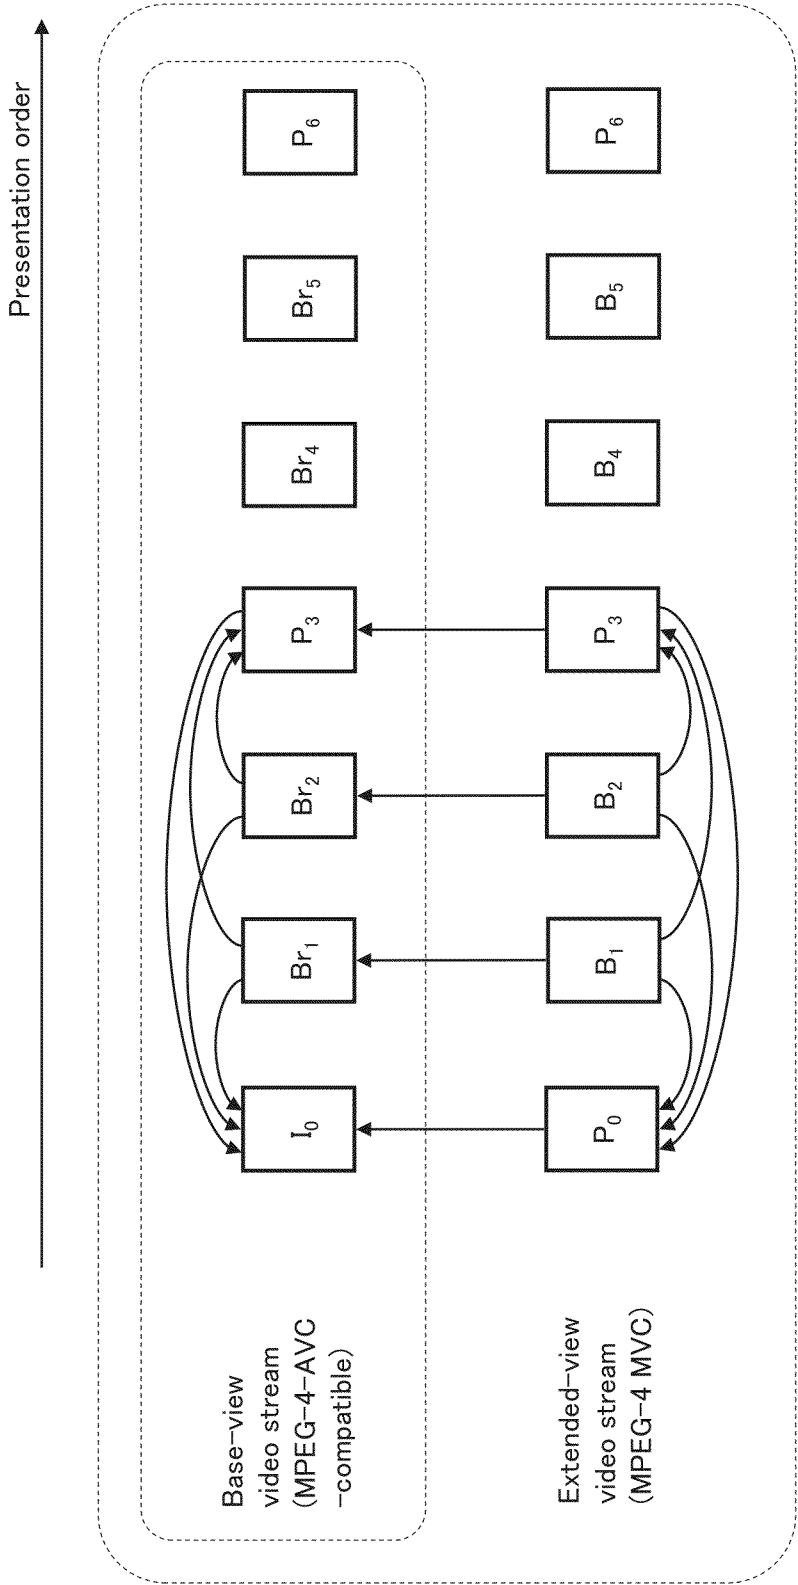 Presentation order
Base-view
video stream
(MPEG-4-AVC
-compatible)
I0
Br1
Br2
P3
Br4
Br5
P6
Extended-view
video stream
(MPEG-4 MVC)
P0
B1
B2
P3
B4
B5
P6